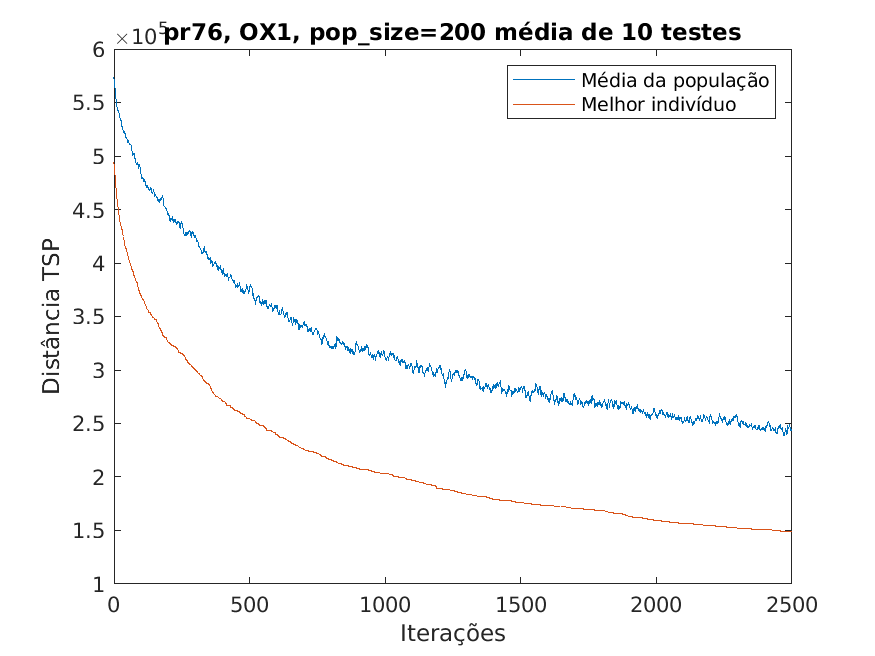 ×10⁵
pr76, OX1, pop_size=200 média de 10 testes
Média da população
Melhor indivíduo
Distância TSP
6
5.5
5
4.5
4
3.5
3
2.5
2
1.5
1
0 500 1000 1500 2000 2500
Iterações